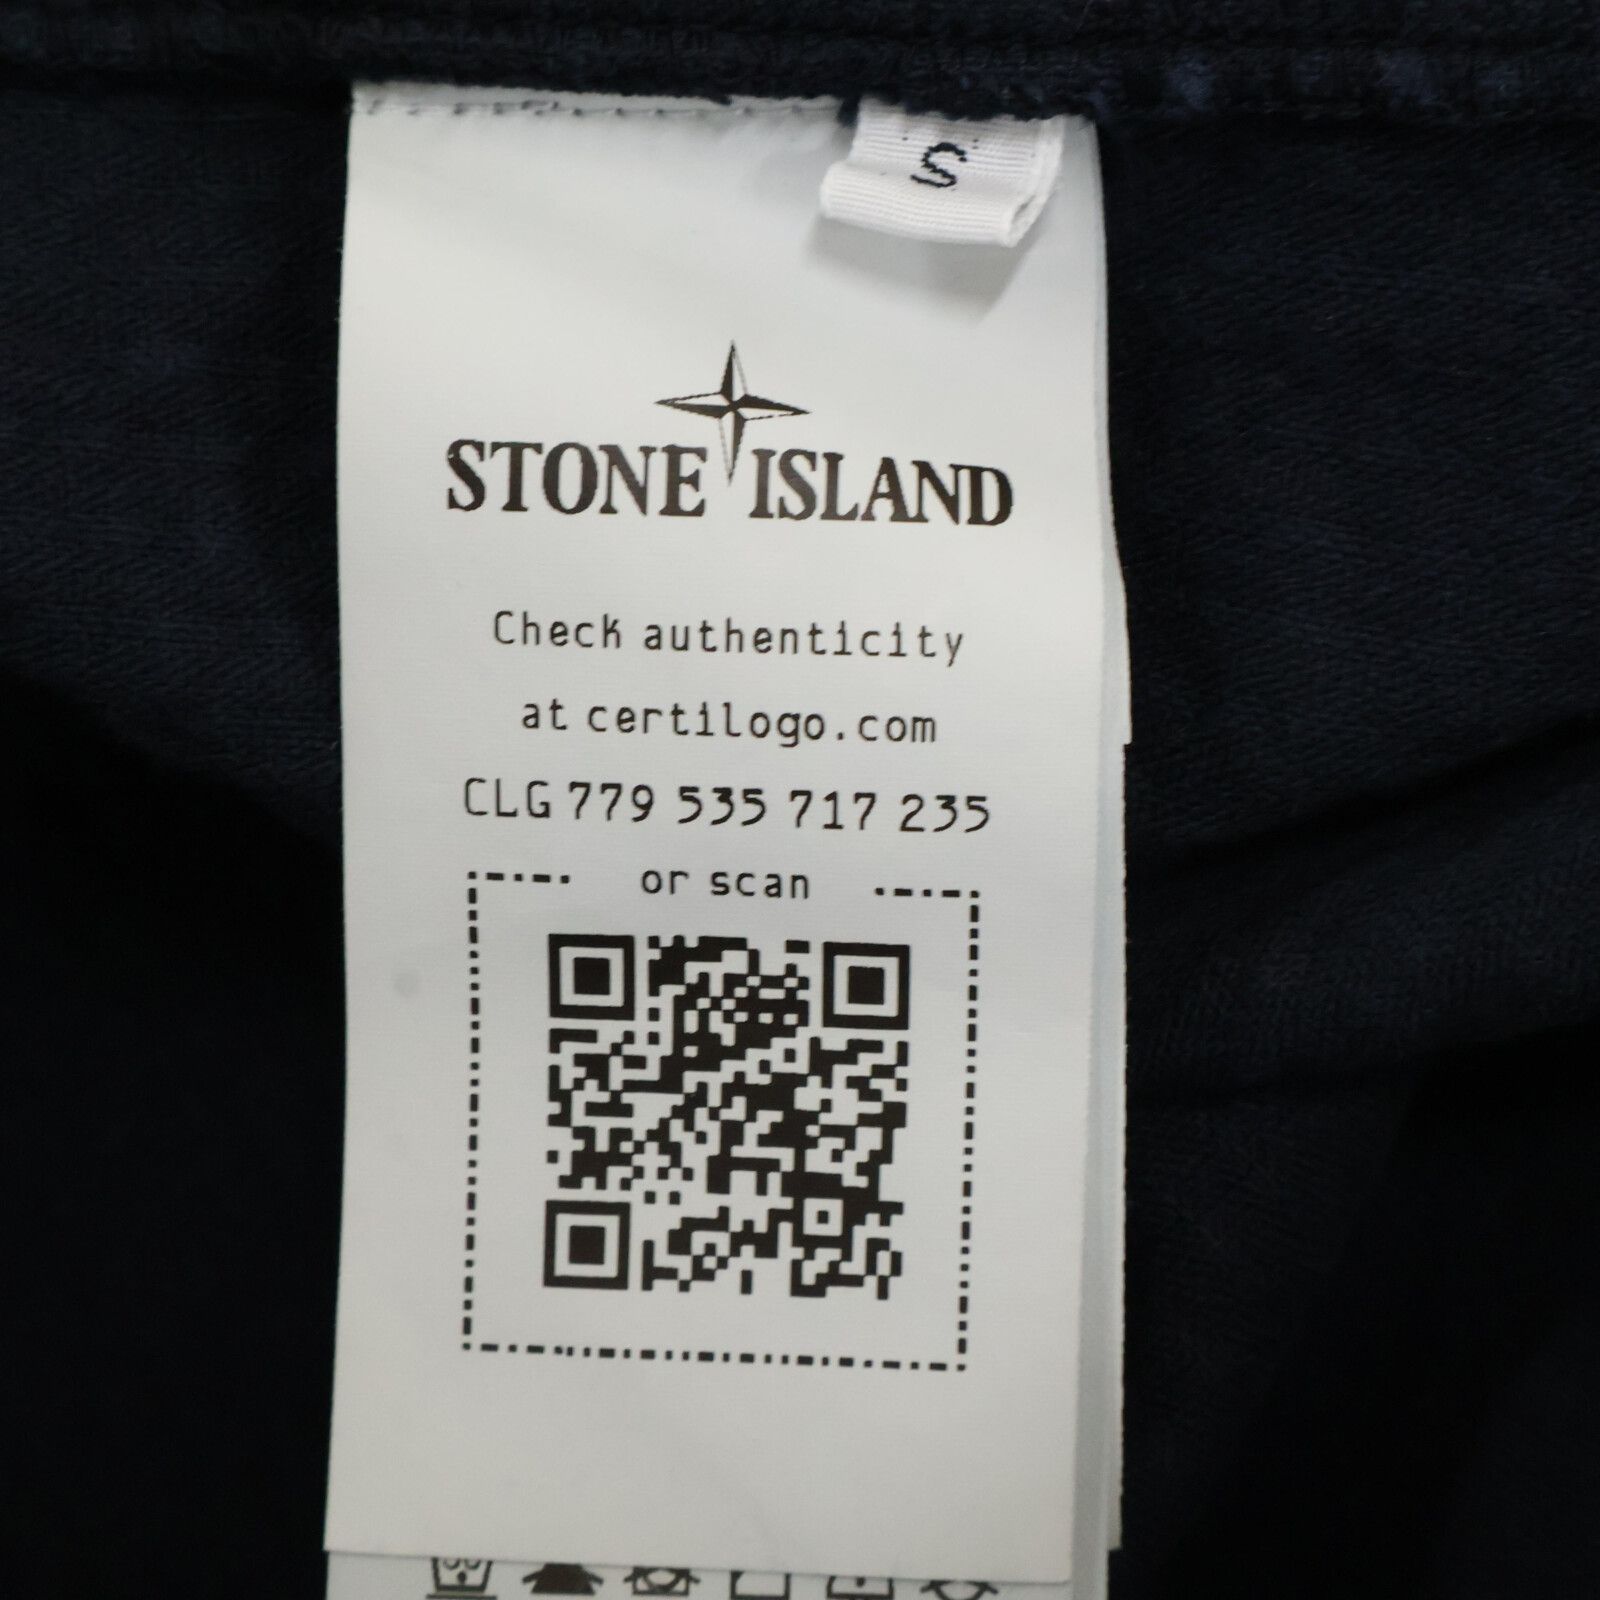 S
STONE ISLAND
Check authenticity
at certilogo.com
CLG 779 535 717 235
or scan